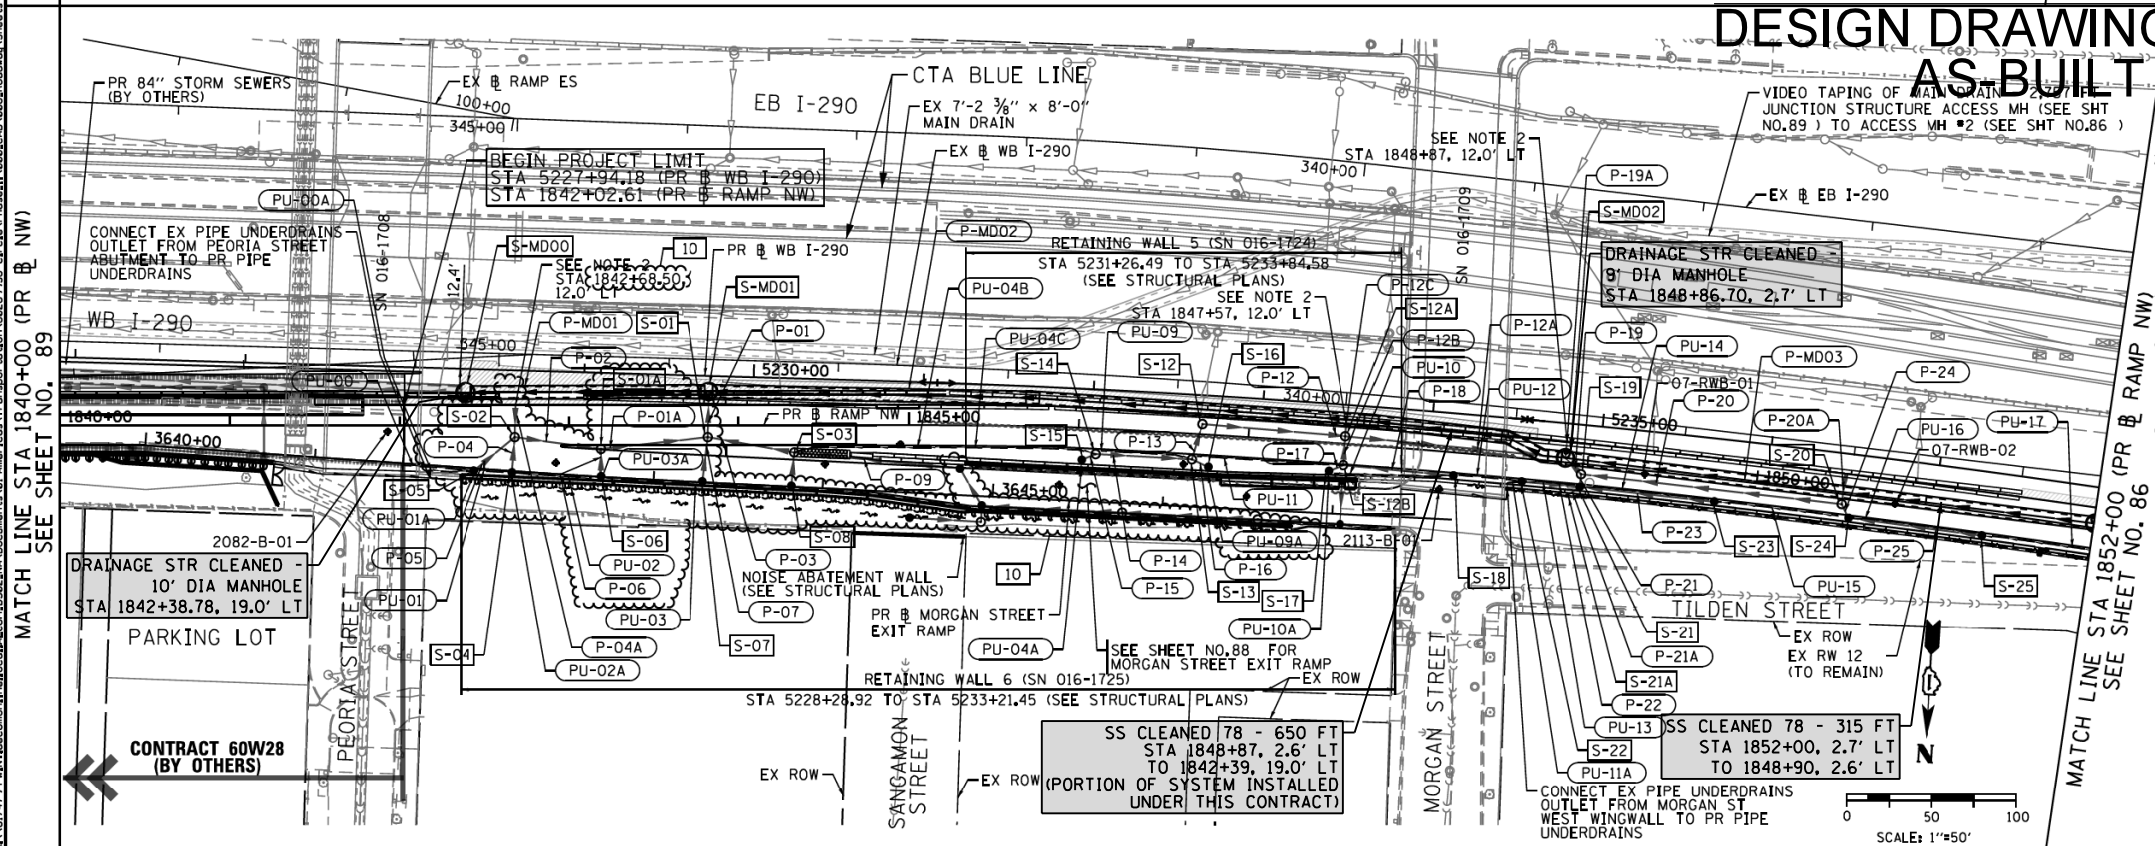 DESIGN DRAWING
AS-BUILT
PR 84" STORM SEWERS
(BY OTHERS)
EX B RAMP ES
100+00
345+00
CTA BLUE LINE
EB I-290
EX 7'-2 3/8" x 8'-0"
MAIN DRAIN
EX B WB I-290
VIDEO TAPING OF MAIN DRAIN
JUNCTION STRUCTURE ACCESS MH (SEE SHT
NO.89 ) TO ACCESS MH #2 (SEE SHT NO.86 )
SEE NOTE 2
STA 1848+87, 12.0' LT
340+00
P-19A
EX B EB I-290
S-MD02
BEGIN PROJECT LIMIT
STA 5227+94.18 (PR B WB I-290)
STA 1842+02.61 (PR B RAMP NW)
PU-00A
SN 016-1708
CONNECT EX PIPE UNDERDRAINS
OUTLET FROM PEORIA STREET
ABUTMENT TO PR PIPE
UNDERDRAINS
12.4'
S-MD00
10
PR B WB I-290
SEE NOTE 2
STA 1842+68.50,
12.0' LT
S-MD01
P-MD02
RETAINING WALL 5 (SN 016-1724)
STA 5231+26.49 TO STA 5233+84.58
(SEE STRUCTURAL PLANS)
PU-04B
SEE NOTE 2
STA 1847+57, 12.0' LT
SN 016-1709
DRAINAGE STR CLEANED -
9' DIA MANHOLE
STA 1848+86.70, 2.7' LT
P-12C
S-12A
P-12B
P-12A
WB I-290
P-MD01
S-01
P-01
PU-04C
PU-09
S-14
S-12
S-16
P-12
PU-10
P-18
PU-12
P-19
PU-14
P-MD03
S-19
07-RWB-01
P-20
P-24
345+00
P-02
PU-00
S-01A
5230+00
340+00
5235+00
P-20A
PU-16
PU-17
1840+00
S-02
P-01A
PR B RAMP NW
1845+00
3640+00
P-04
S-03
S-15
P-13
P-17
S-20
07-RWB-02
PU-03A
P-09
3645+00
PU-11
1850+00
S-05
S-12B
PU-01A
2082-B-01
S-06
S-08
PU-09A
2113-B-01
P-23
S-23
S-24
P-25
DRAINAGE STR CLEANED -
10' DIA MANHOLE
STA 1842+38.78, 19.0' LT
P-05
PU-02
P-03
NOISE ABATEMENT WALL
(SEE STRUCTURAL PLANS)
10
P-14
P-16
S-18
P-06
P-15
S-13
S-17
P-21
PU-15
S-25
PU-01
PU-03
P-07
PR B MORGAN STREET
EXIT RAMP
TILDEN STREET
PARKING LOT
PEORIA STREET
S-04
P-04A
S-07
PU-04A
PU-10A
S-21
EX ROW
PU-02A
SEE SHEET NO.88 FOR
MORGAN STREET EXIT RAMP
P-21A
EX RW 12
(TO REMAIN)
RETAINING WALL 6 (SN 016-1725)
EX ROW
S-21A
STA 5228+28.92 TO STA 5233+21.45 (SEE STRUCTURAL PLANS)
P-22
MORGAN STREET
SS CLEANED 78 - 650 FT
STA 1848+87, 2.6' LT
TO 1842+39, 19.0' LT
(PORTION OF SYSTEM INSTALLED
UNDER THIS CONTRACT)
PU-13
SS CLEANED 78 - 315 FT
STA 1852+00, 2.7' LT
TO 1848+90, 2.6' LT
N
S-22
PU-11A
CONTRACT 60W28
(BY OTHERS)
EX ROW
SANGAMON
STREET
EX ROW
CONNECT EX PIPE UNDERDRAINS
OUTLET FROM MORGAN ST
WEST WINGWALL TO PR PIPE
UNDERDRAINS
0 50 100
SCALE: 1"=50'
MATCH LINE STA 1840+00 (PR B NW)
SEE SHEET NO. 89
MATCH LINE STA 1852+00 (PR B RAMP NW)
SEE SHEET NO. 86